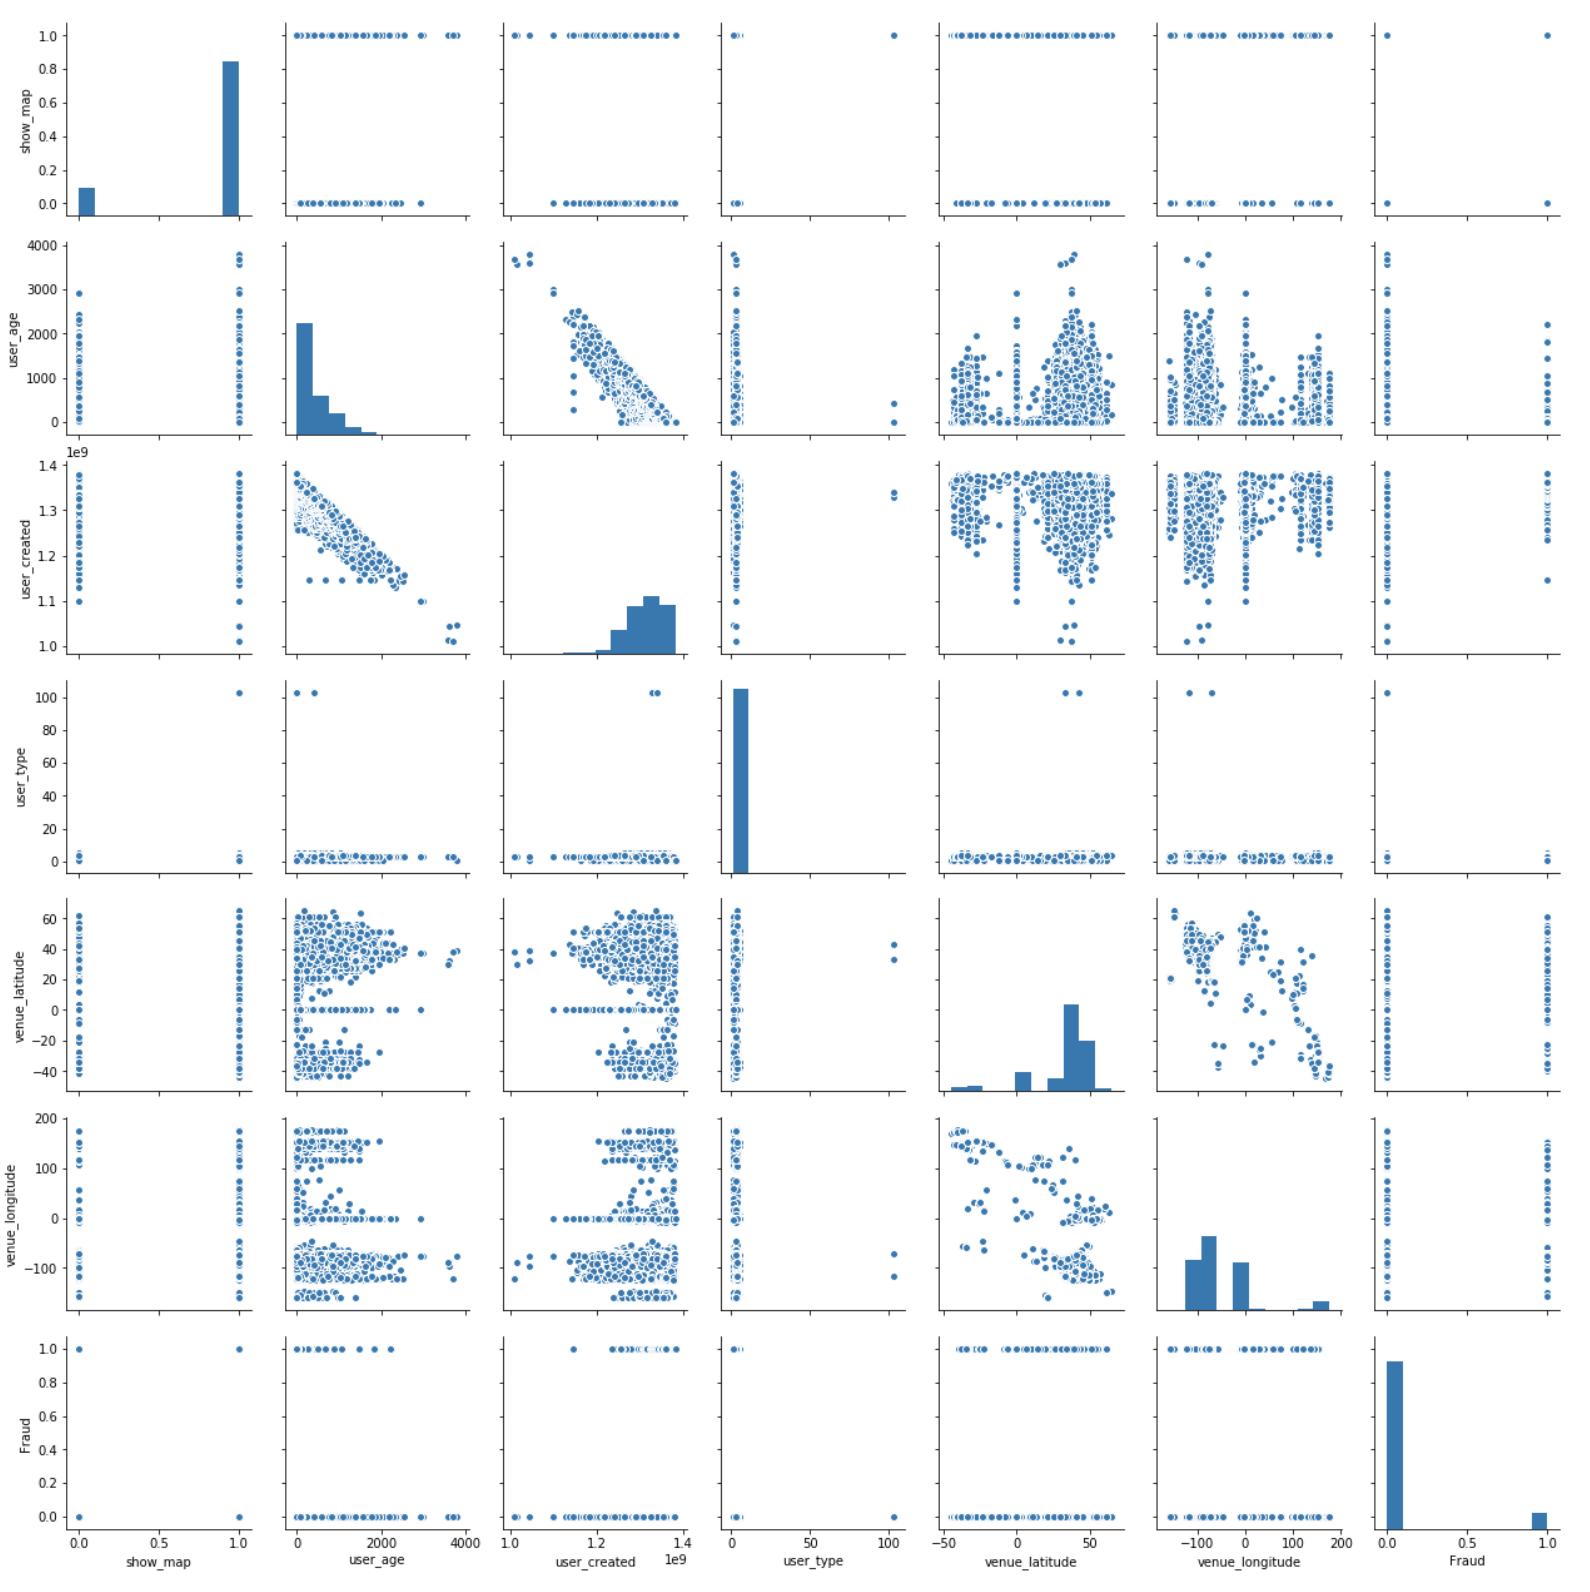 1.0
0.8
0.6
0.4
0.2
0.0
show_map
4000
3000
2000
1000
0
user_age
1e9
1.4
1.3
1.2
1.1
1.0
user_created
100
80
60
40
20
0
user_type
60
40
20
0
−20
−40
venue_latitude
200
100
0
−100
venue_longitude
1.0
0.8
0.6
0.4
0.2
0.0
Fraud
0.0 0.5 1.0
show_map
0 2000 4000
user_age
1.0 1.2 1.4
user_created 1e9
0 50 100
user_type
−50 0 50
venue_latitude
−100 0 100 200
venue_longitude
0.0 0.5 1.0
Fraud